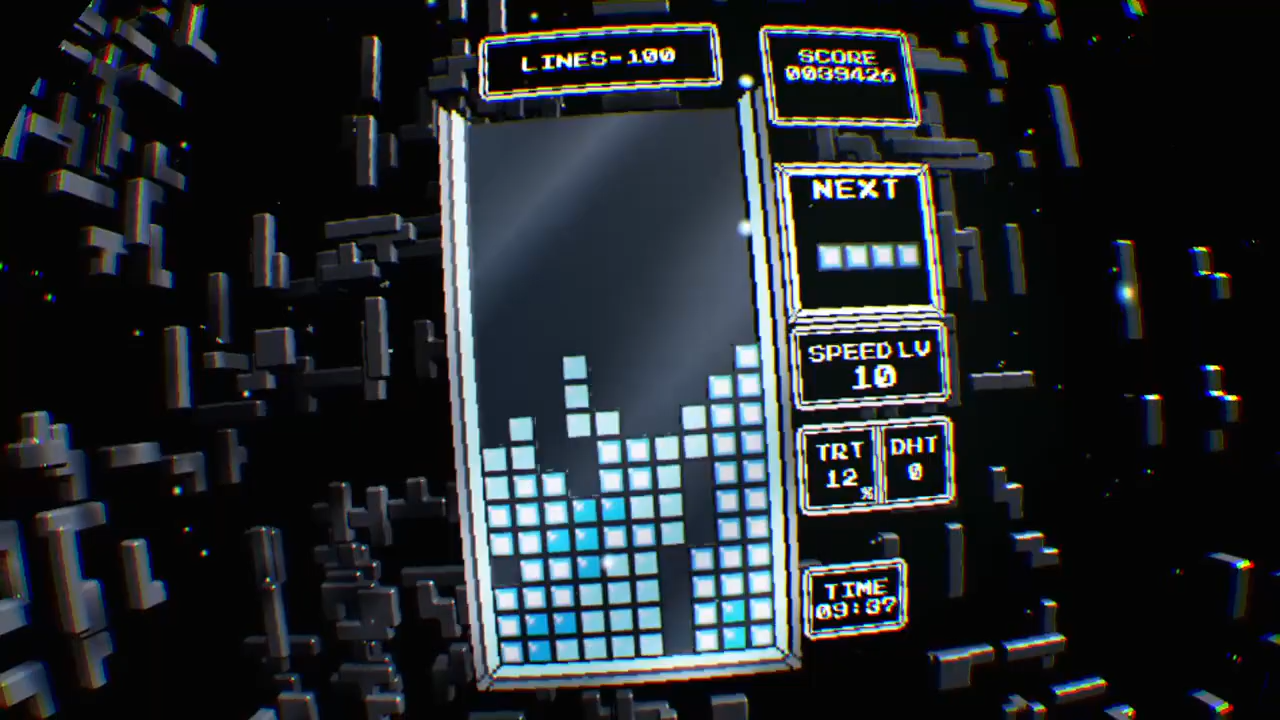 LINES-100
SCORE
0039426
NEXT
SPEED LV
10
TRT
12%
DHT
0
TIME
09:37